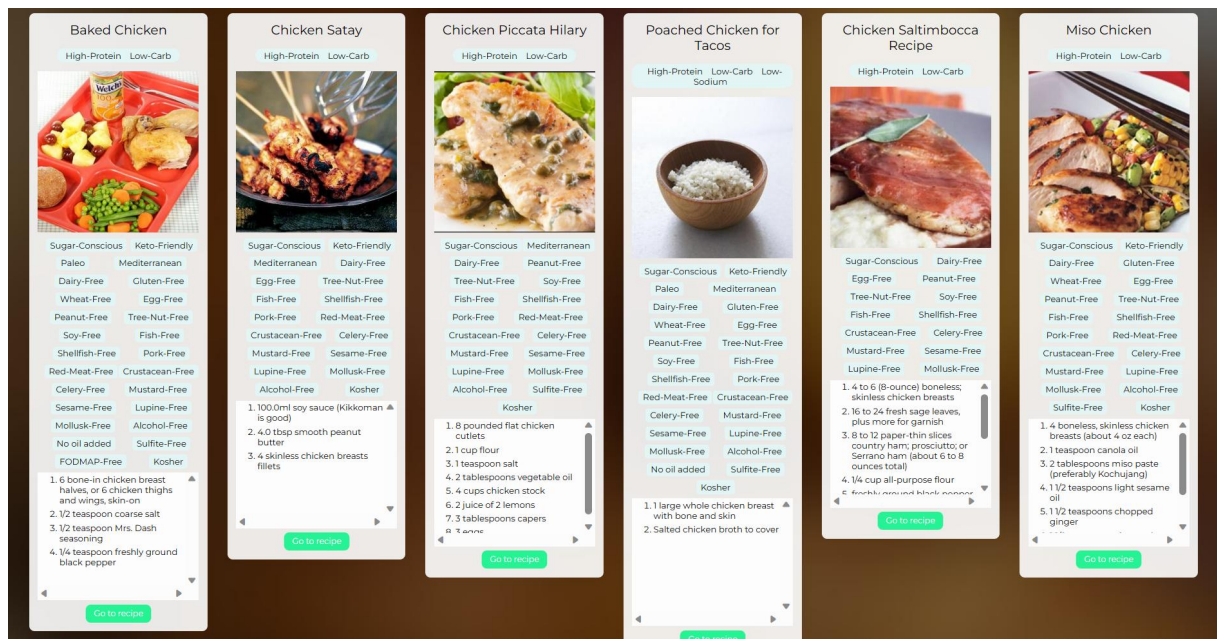 Baked Chicken
High-Protein Low-Carb
Welch's
100%
Sugar-Conscious Keto-Friendly
Paleo Mediterranean
Dairy-Free Gluten-Free
Wheat-Free Egg-Free
Peanut-Free Tree-Nut-Free
Soy-Free Fish-Free
Shellfish-Free Pork-Free
Red-Meat-Free Crustacean-Free
Celery-Free Mustard-Free
Sesame-Free Lupine-Free
Mollusk-Free Alcohol-Free
No oil added Sulfite-Free
FODMAP-Free Kosher
1. 6 bone-in chicken breast
halves, or 6 chicken thighs
and wings, skin-on
2. 1/2 teaspoon coarse salt
3. 1/2 teaspoon Mrs. Dash
seasoning
4. 1/4 teaspoon freshly ground
black pepper
Go to recipe
Chicken Satay
High-Protein Low-Carb
Sugar-Conscious Keto-Friendly
Mediterranean Dairy-Free
Egg-Free Tree-Nut-Free
Fish-Free Shellfish-Free
Pork-Free Red-Meat-Free
Crustacean-Free Celery-Free
Mustard-Free Sesame-Free
Lupine-Free Mollusk-Free
Alcohol-Free Kosher
1. 100.0ml soy sauce (Kikkoman
is good)
2. 4.0 tbsp smooth peanut
butter
3. 4 skinless chicken breasts
fillets
Go to recipe
Chicken Piccata Hilary
High-Protein Low-Carb
Sugar-Conscious Mediterranean
Dairy-Free Peanut-Free
Tree-Nut-Free Soy-Free
Fish-Free Shellfish-Free
Pork-Free Red-Meat-Free
Crustacean-Free Celery-Free
Mustard-Free Sesame-Free
Lupine-Free Mollusk-Free
Alcohol-Free Sulfite-Free
Kosher
1. 8 pounded flat chicken
cutlets
2. 1 cup flour
3. 1 teaspoon salt
4. 2 tablespoons vegetable oil
5. 4 cups chicken stock
6. 2 juice of 2 lemons
7. 3 tablespoons capers
8. 3 eggs
Go to recipe
Poached Chicken for
Tacos
High-Protein Low-Carb Low-
Sodium
Sugar-Conscious Keto-Friendly
Paleo Mediterranean
Dairy-Free Gluten-Free
Wheat-Free Egg-Free
Peanut-Free Tree-Nut-Free
Soy-Free Fish-Free
Shellfish-Free Pork-Free
Red-Meat-Free Crustacean-Free
Celery-Free Mustard-Free
Sesame-Free Lupine-Free
Mollusk-Free Alcohol-Free
No oil added Sulfite-Free
Kosher
1. 1 large whole chicken breast
with bone and skin
2. Salted chicken broth to cover
Go to recipe
Chicken Saltimbocca
Recipe
High-Protein Low-Carb
Sugar-Conscious Dairy-Free
Egg-Free Peanut-Free
Tree-Nut-Free Soy-Free
Fish-Free Shellfish-Free
Crustacean-Free Celery-Free
Mustard-Free Sesame-Free
Lupine-Free Mollusk-Free
1. 4 to 6 (8-ounce) boneless;
skinless chicken breasts
2. 16 to 24 fresh sage leaves,
plus more for garnish
3. 8 to 12 paper-thin slices
country ham; prosciutto; or
Serrano ham (about 6 to 8
ounces total)
4. 1/4 cup all-purpose flour
5. freshly ground black pepper
Go to recipe
Miso Chicken
High-Protein Low-Carb
Sugar-Conscious Keto-Friendly
Dairy-Free Gluten-Free
Wheat-Free Egg-Free
Peanut-Free Tree-Nut-Free
Fish-Free Shellfish-Free
Pork-Free Red-Meat-Free
Crustacean-Free Celery-Free
Mustard-Free Lupine-Free
Mollusk-Free Alcohol-Free
Sulfite-Free Kosher
1. 4 boneless, skinless chicken
breasts (about 4 oz each)
2. 1 teaspoon canola oil
3. 2 tablespoons miso paste
(preferably Kochujang)
4. 1 1/2 teaspoons light sesame
oil
5. 1 1/2 teaspoons chopped
ginger
Go to recipe